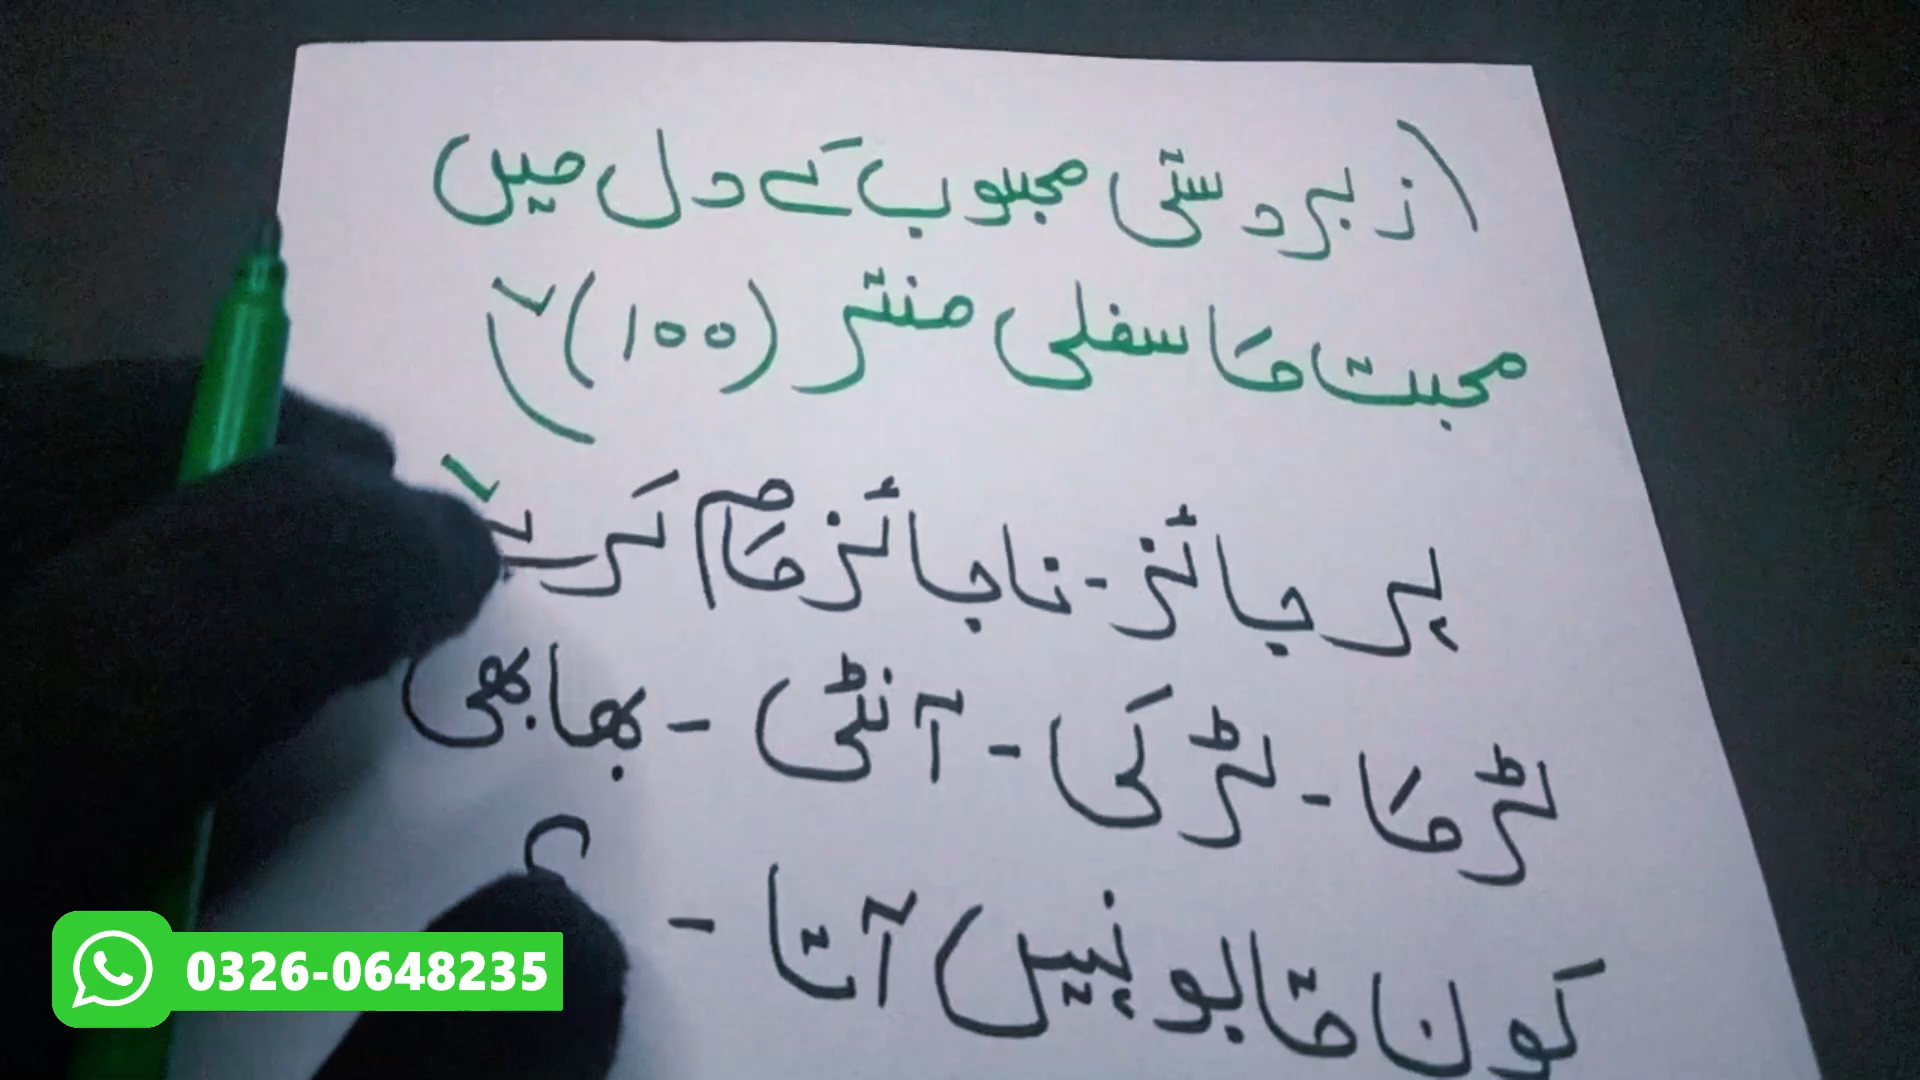 زبردستی محبوب کے دل میں
محبت کا سفلی منتر (100)٪
ہر جائز - ناجائز کام کرے
لڑکا - لڑکی - آنٹی - بھابھی
کون قابو نہیں آتا - ؟
0326-0648235